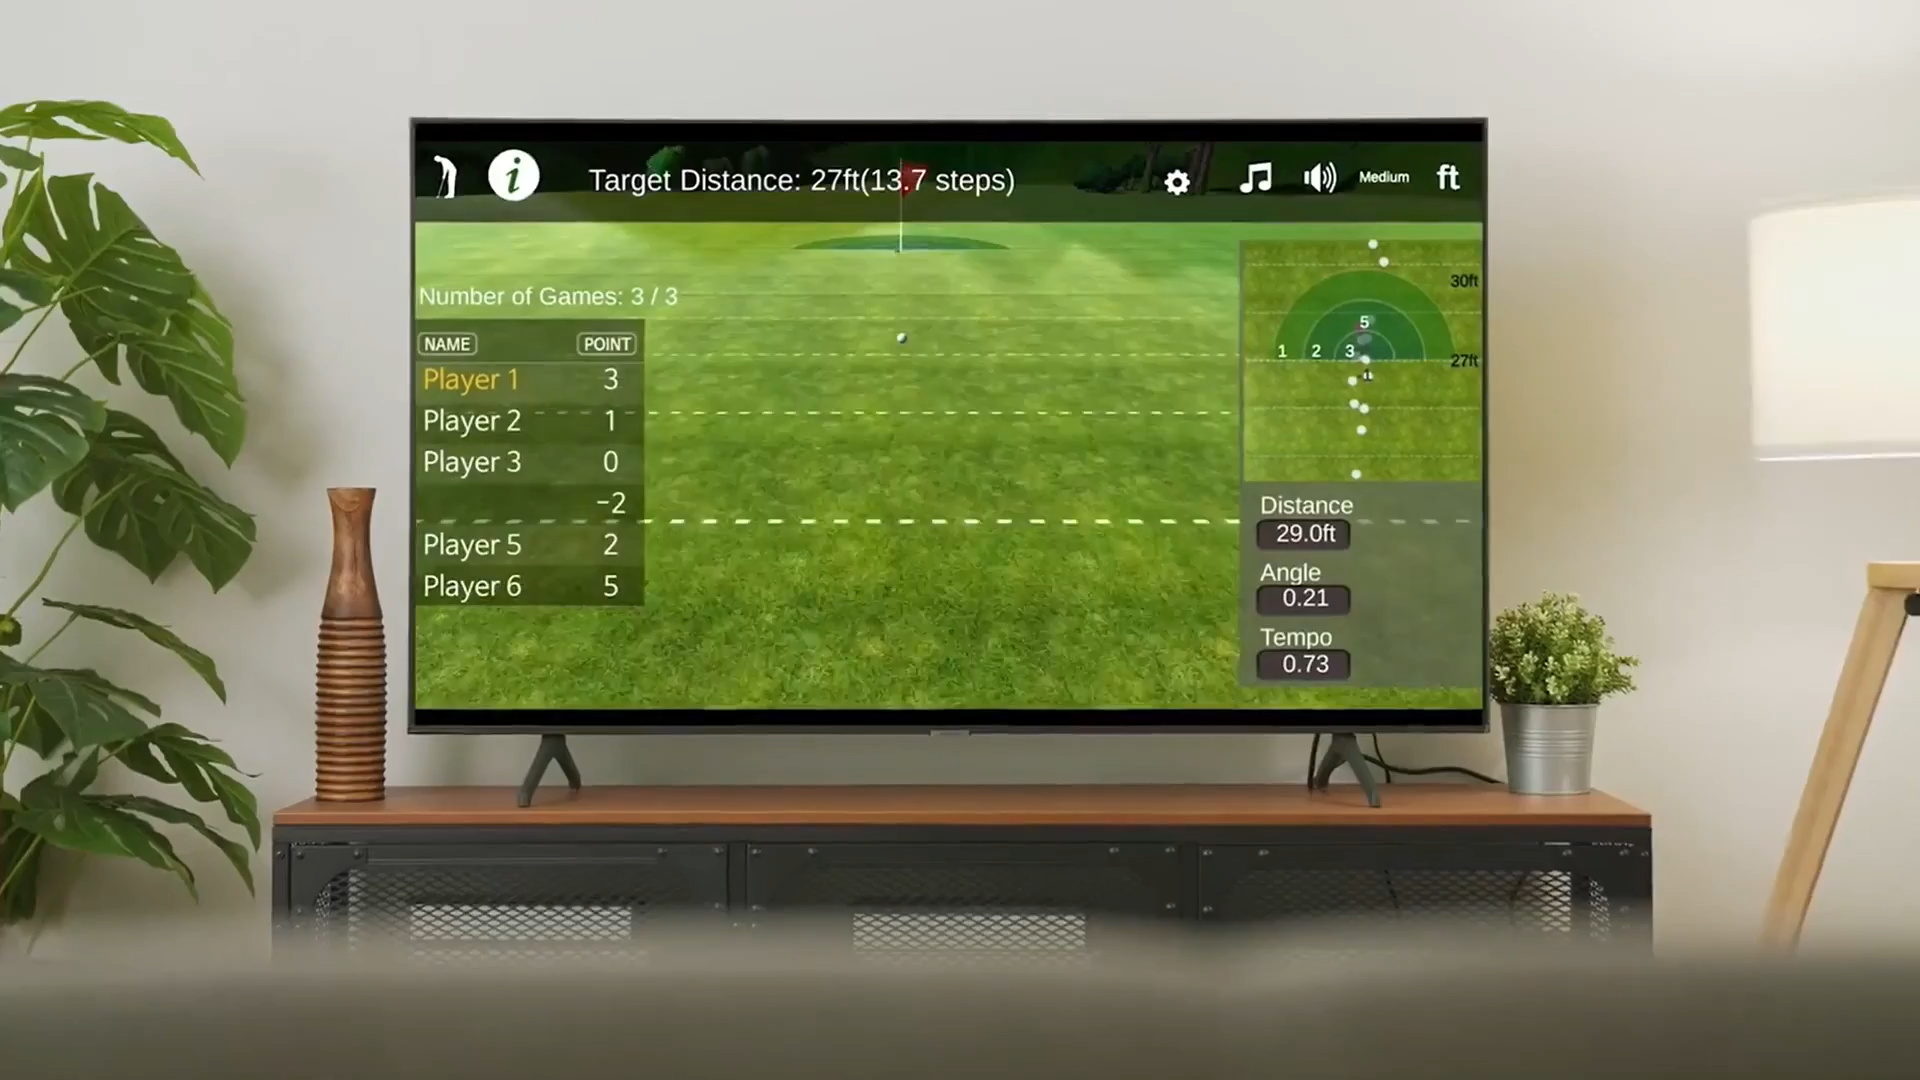 i
Target Distance: 27ft(13.7 steps)
Medium
ft
Number of Games: 3 / 3
NAME POINT
Player 1 3
Player 2 1
Player 3 0
-2
Player 5 2
Player 6 5
30ft
5
1 2 3
27ft
-1
Distance
29.0ft
Angle
0.21
Tempo
0.73